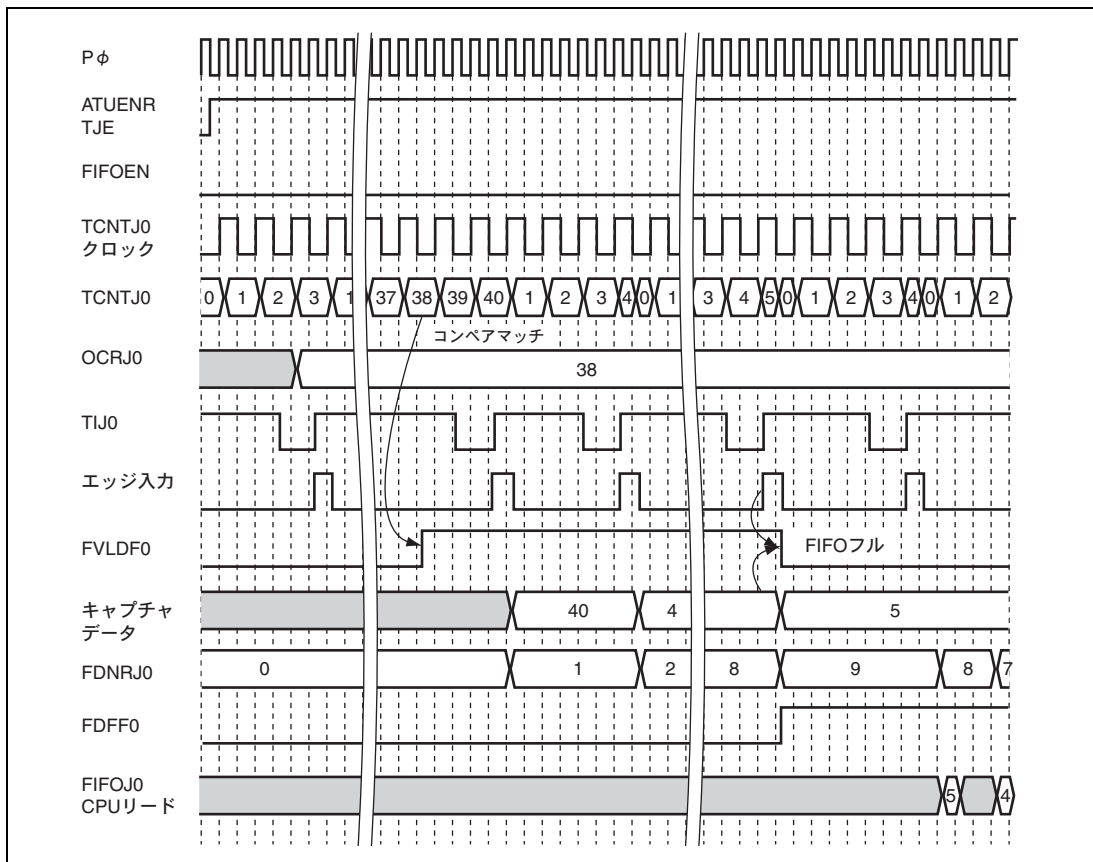 Pφ
ATUENR
TJE
FIFOEN
TCNTJ0
クロック
TCNTJ0
0 1 2 3 1 37 38 39 40 1 2 3 4 0 1 3 4 5 0 1 2 3 4 0 1 2
コンペアマッチ
OCRJ0
38
TIJ0
エッジ入力
FVLDF0
FIFOフル
キャプチャ
データ
40 4 5
FDNRJ0
0 1 2 8 9 8 7
FDFF0
FIFOJ0
CPUリード
5 4